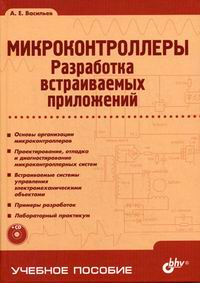 А. Е. Васильев
МИКРОКОНТРОЛЛЕРЫ
Разработка
встраиваемых
приложений
Основы организации
микроконтроллеров
Проектирование, отладка
и диагностирование
микроконтроллерных систем
Встраиваемые системы
управления
электромеханическими
объектами
Примеры разработок
Лабораторный практикум
+CD
bhv
УЧЕБНОЕ ПОСОБИЕ